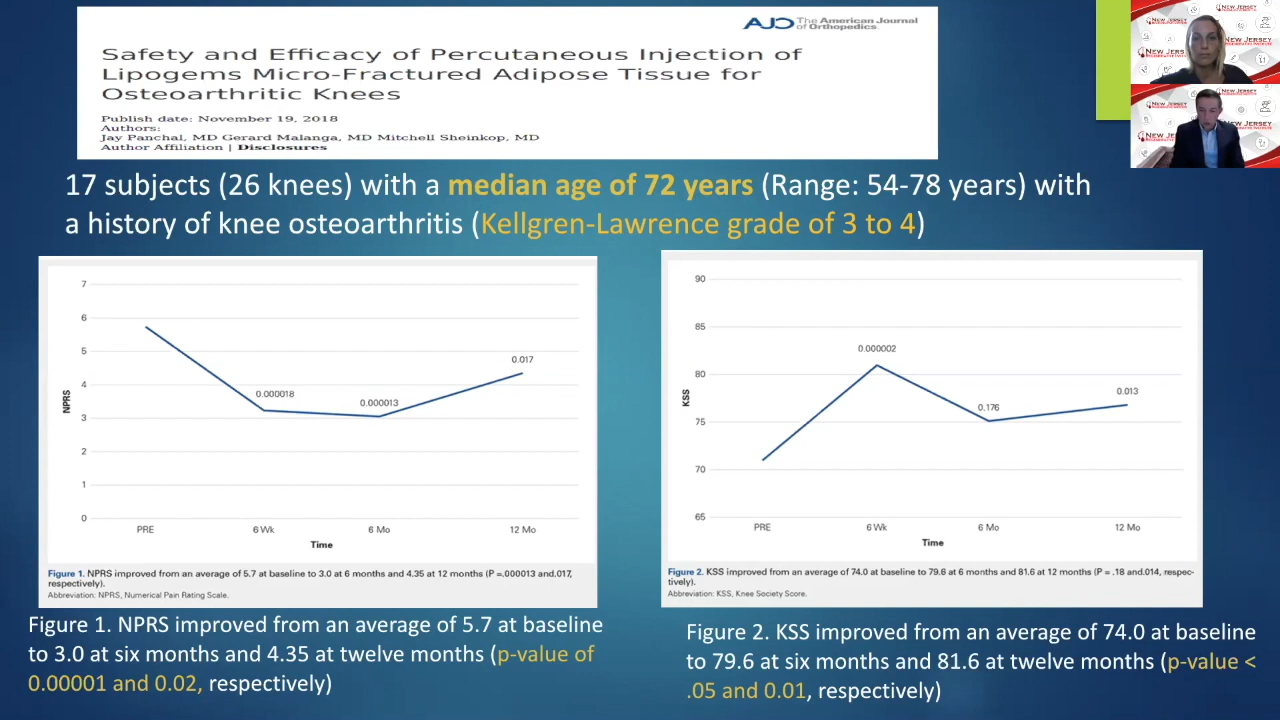 AJO The American Journal of Orthopedics
Safety and Efficacy of Percutaneous Injection of
Lipogems Micro-Fractured Adipose Tissue for
Osteoarthritic Knees
Publish date: November 19, 2018
Authors:
Jay Panchal, MD Gerard Malanga, MD Mitchell Sheinkop, MD
Author Affiliation | Disclosures
NEW JERSEY
17 subjects (26 knees) with a median age of 72 years (Range: 54-78 years) with
a history of knee osteoarthritis (Kellgren-Lawrence grade of 3 to 4)
7
6
5
4
3
2
1
0
NPRS
0.000018
0.000013
0.017
PRE
6 Wk
6 Mo
12 Mo
Time
Figure 1. NPRS improved from an average of 5.7 at baseline to 3.0 at 6 months and 4.35 at 12 months (P =.000013 and.017,
respectively).
Abbreviation: NPRS, Numerical Pain Rating Scale.
90
85
80
75
70
65
KSS
0.000002
0.176
0.013
PRE
6 Wk
6 Mo
12 Mo
Time
Figure 2. KSS improved from an average of 74.0 at baseline to 79.6 at 6 months and 81.6 at 12 months (P = .18 and.014, respec-
tively).
Abbreviation: KSS, Knee Society Score.
Figure 1. NPRS improved from an average of 5.7 at baseline
to 3.0 at six months and 4.35 at twelve months (p-value of
0.00001 and 0.02, respectively)
Figure 2. KSS improved from an average of 74.0 at baseline
to 79.6 at six months and 81.6 at twelve months (p-value <
.05 and 0.01, respectively)